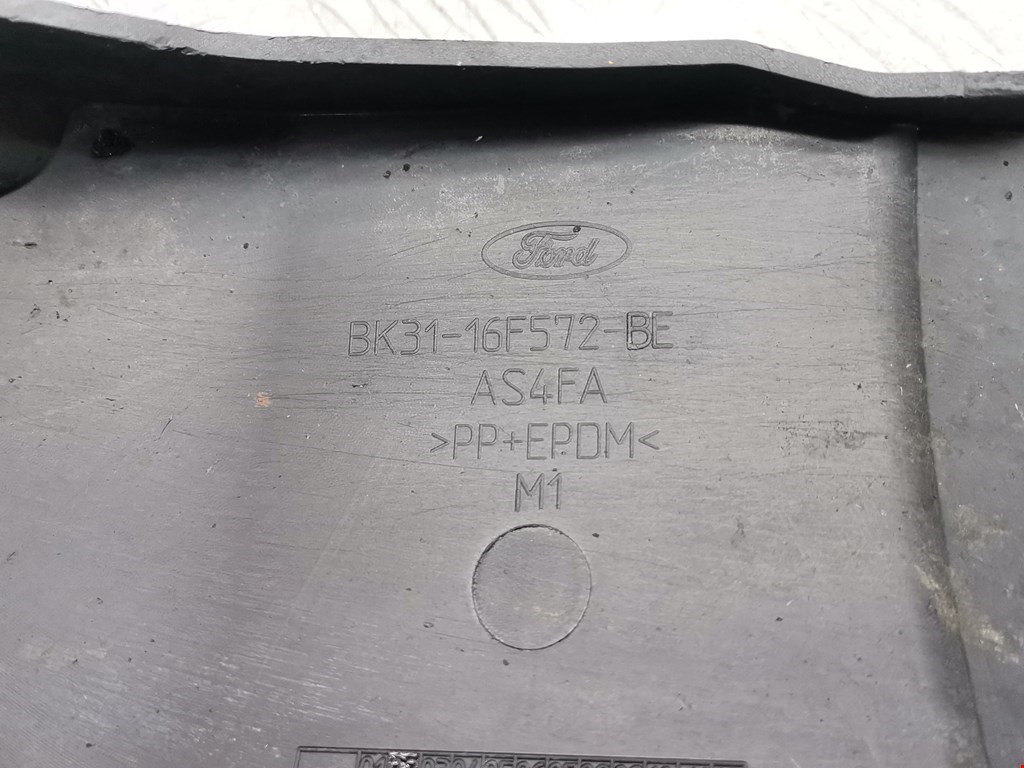 Ford
BK31-16F572-BE
AS4FA
>PP+EPDM<
M1